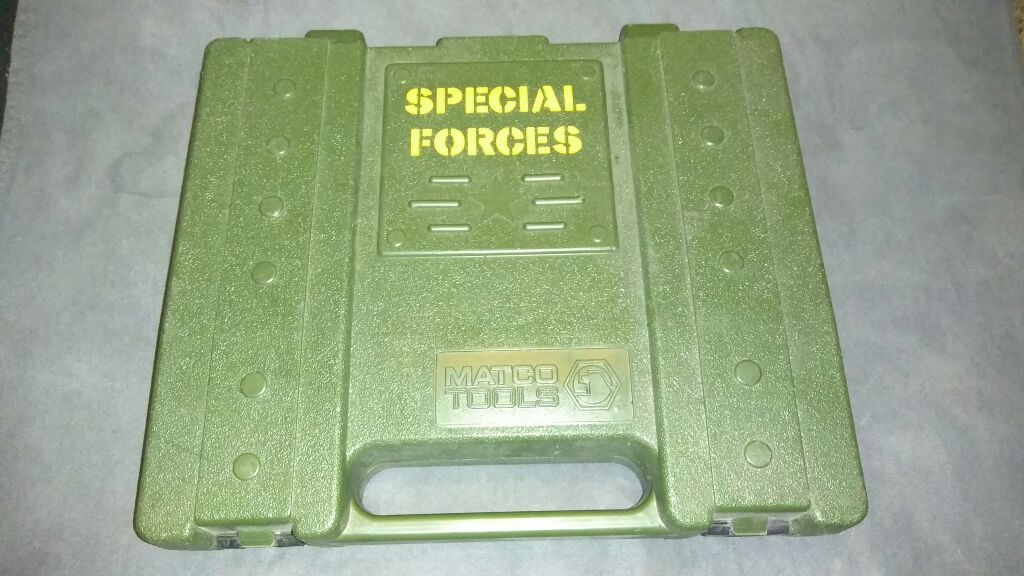 SPECIAL
FORCES
MATCO
TOOLS